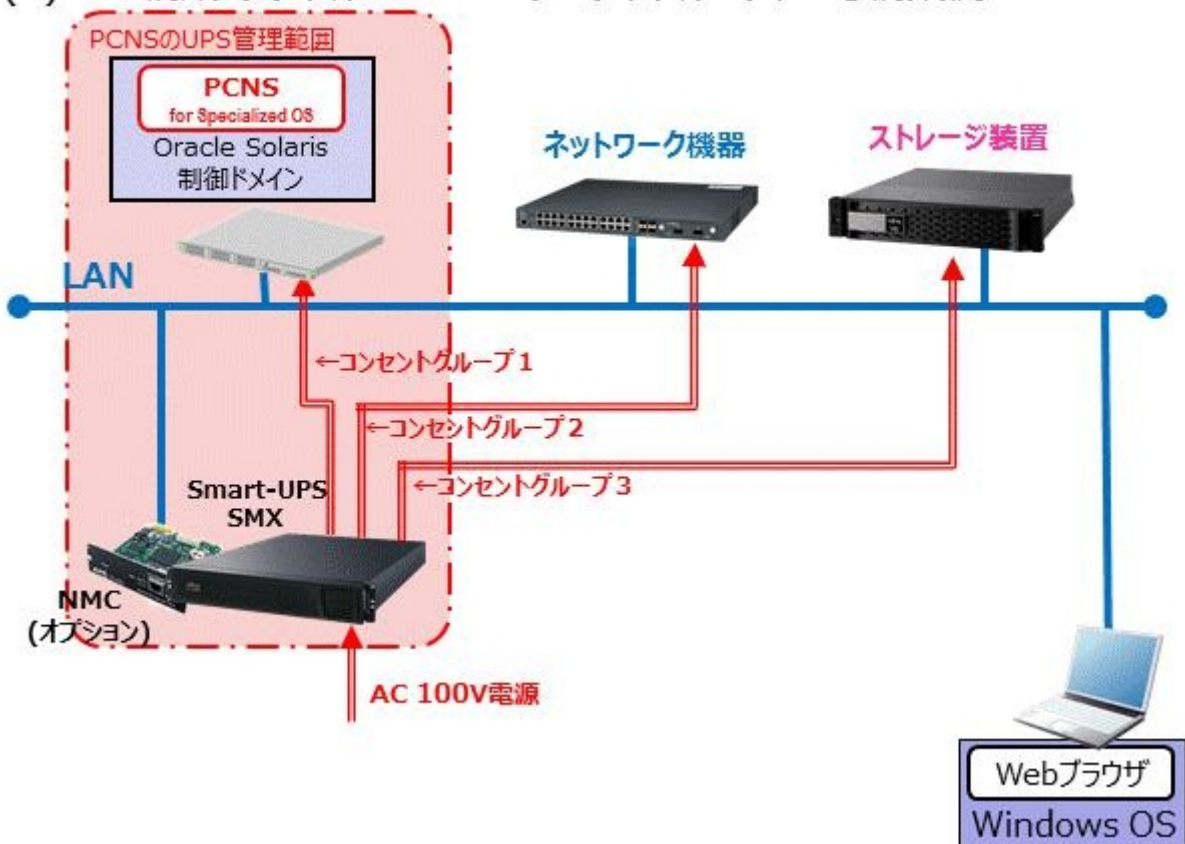 PCNSのUPS管理範囲
PCNS
for Specialized OS
Oracle Solaris
制御ドメイン
ネットワーク機器
ストレージ装置
LAN
←コンセントグループ1
←コンセントグループ2
←コンセントグループ3
Smart-UPS
SMX
NMC
(オプション)
AC 100V電源
Webブラウザ
Windows OS